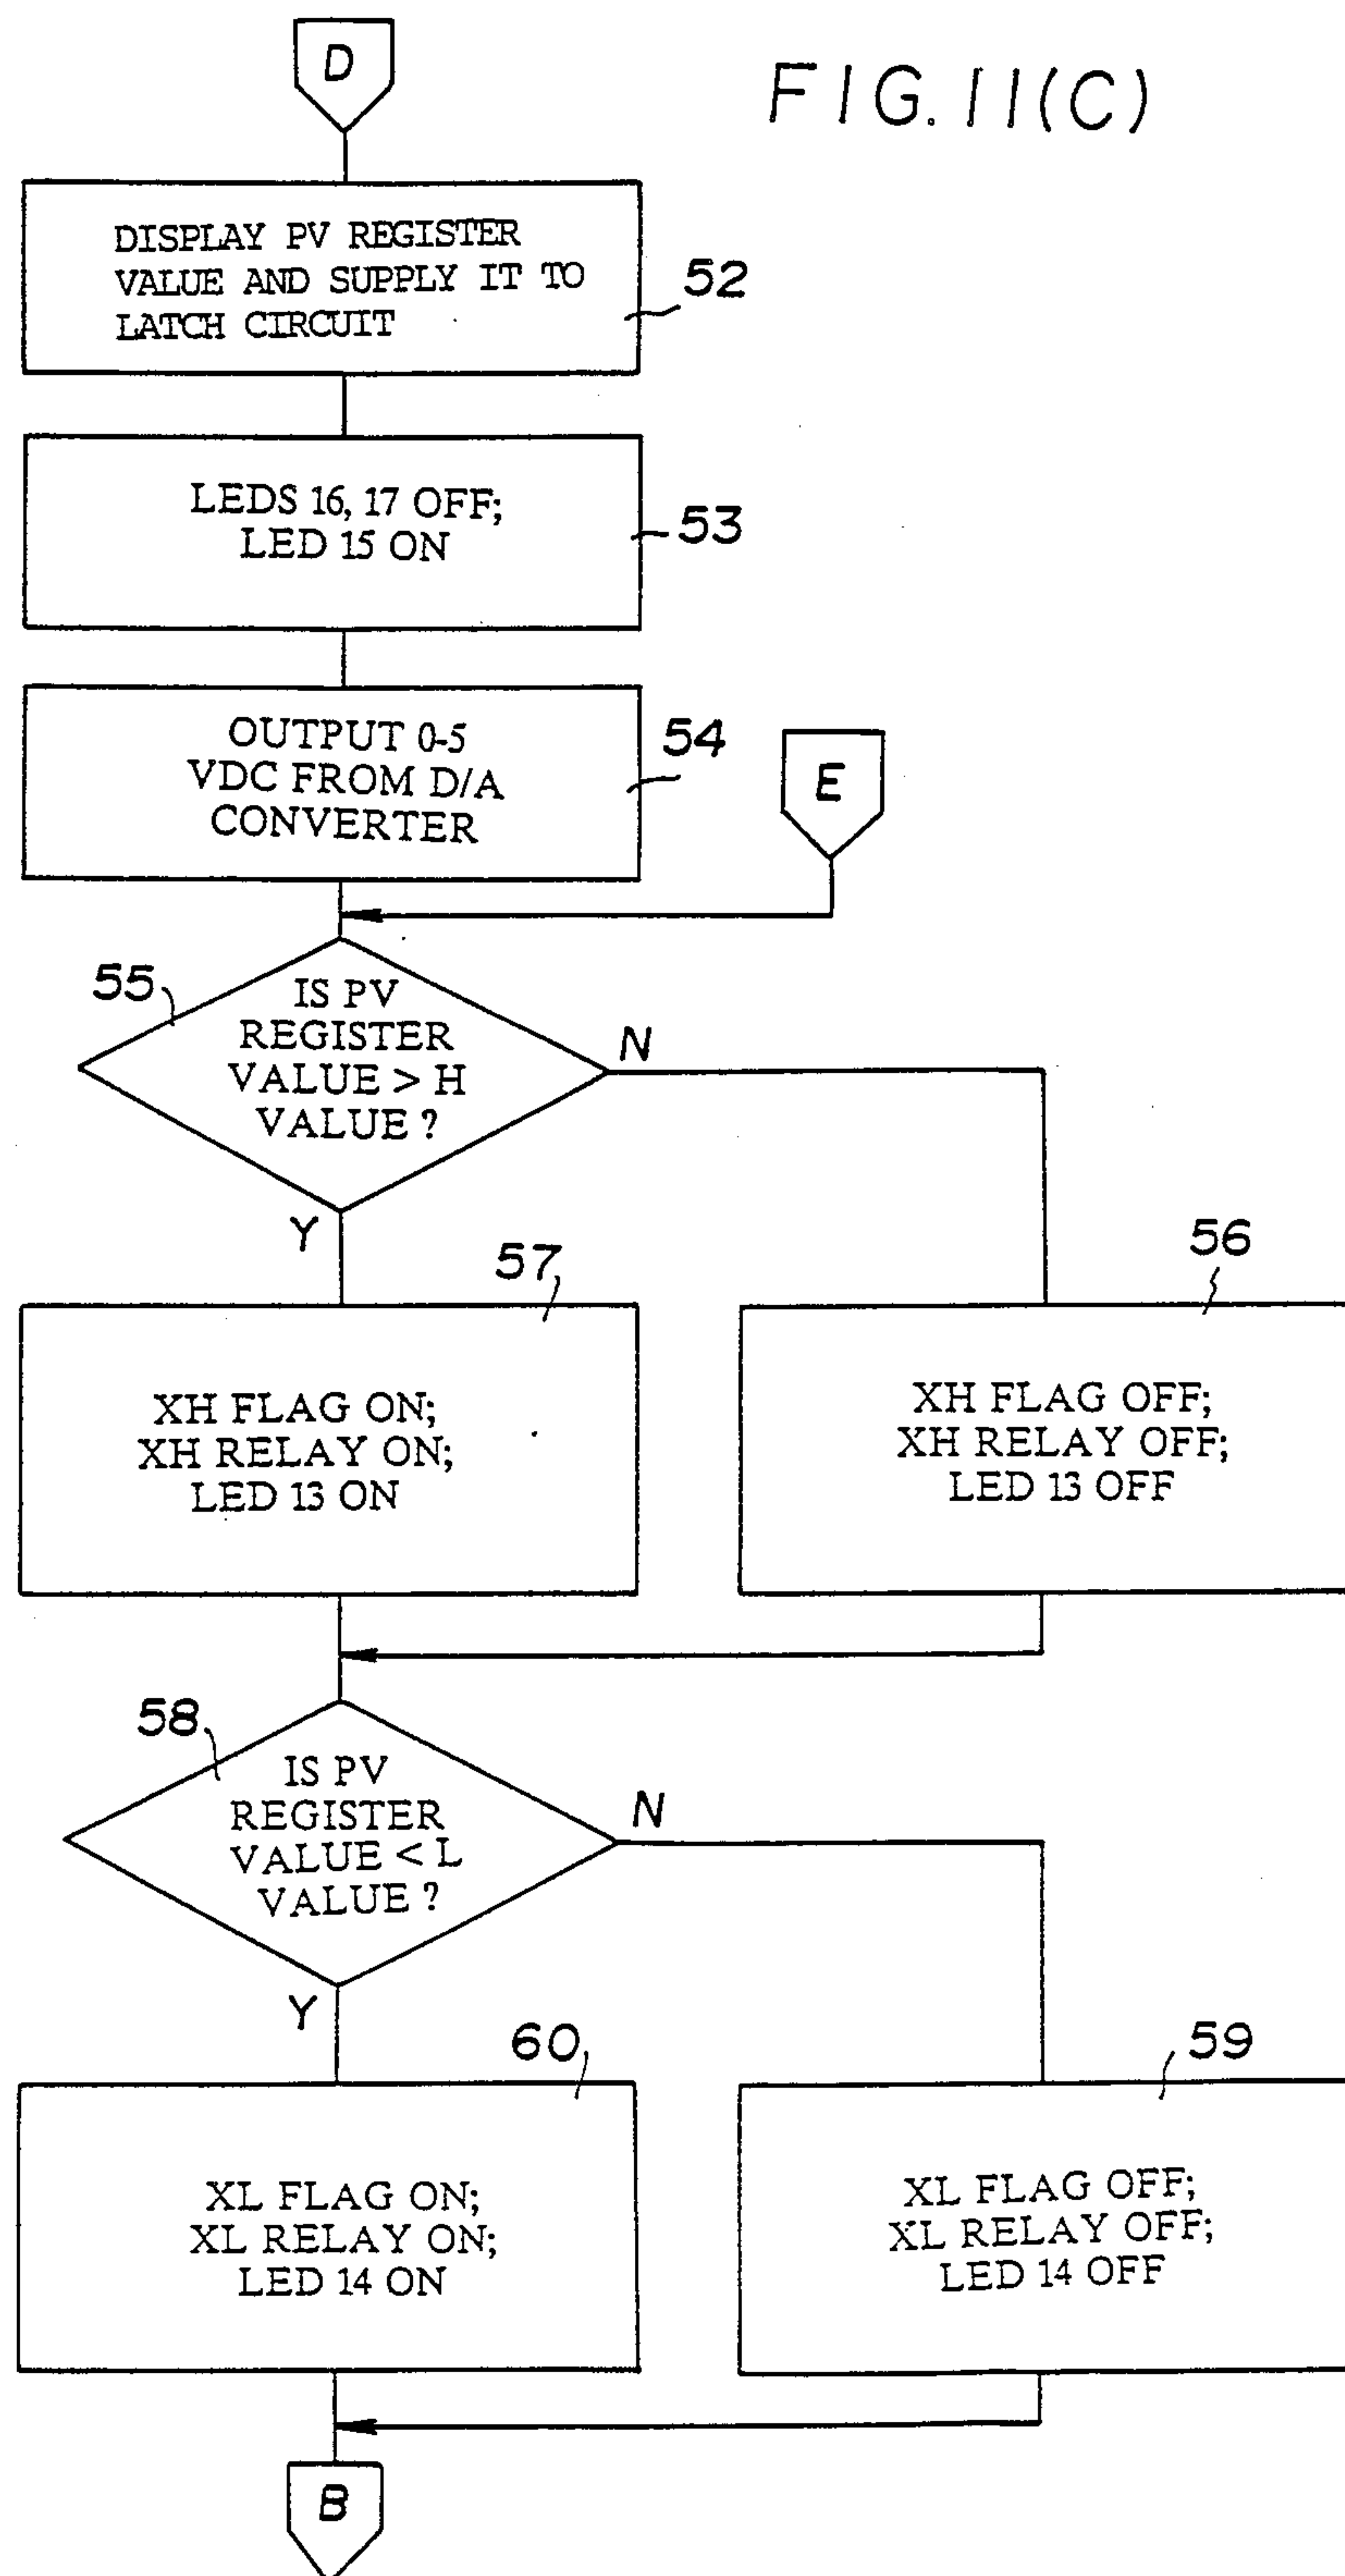 D
FIG. 11(C)
DISPLAY PV REGISTER
VALUE AND SUPPLY IT TO
LATCH CIRCUIT
52
LEDS 16, 17 OFF;
LED 15 ON
53
OUTPUT 0-5
VDC FROM D/A
CONVERTER
54
E
55
IS PV
REGISTER
VALUE > H
VALUE ?
N
Y
57
56
XH FLAG ON;
XH RELAY ON;
LED 13 ON
XH FLAG OFF;
XH RELAY OFF;
LED 13 OFF
58
IS PV
REGISTER
VALUE < L
VALUE ?
N
Y
60
59
XL FLAG ON;
XL RELAY ON;
LED 14 ON
XL FLAG OFF;
XL RELAY OFF;
LED 14 OFF
B